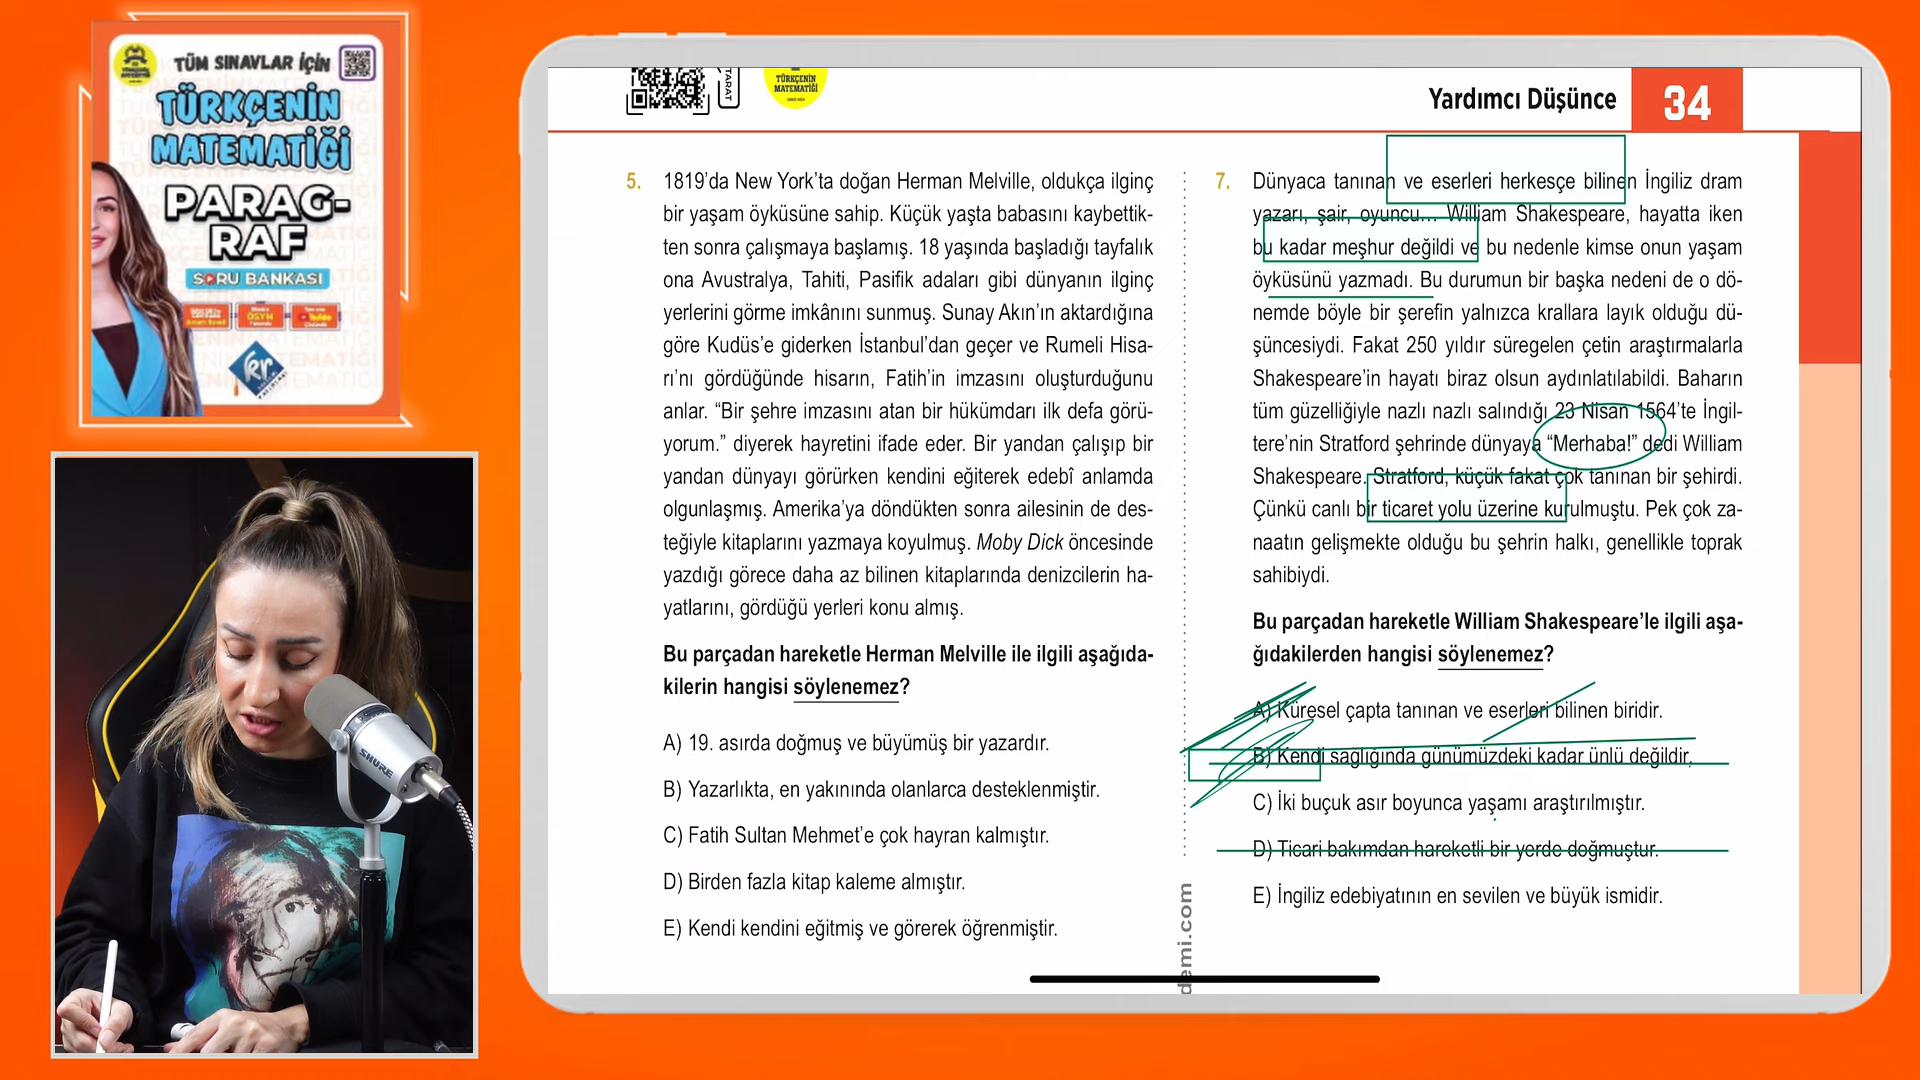 TÜM SINAVLAR İÇİN
TÜRKÇENİN
MATEMATİĞİ
PARAG-
RAF
SORU BANKASI
TARAT
TÜRKÇENİN
MATEMATİĞİ
Yardımcı Düşünce 34
5. 1819’da New York’ta doğan Herman Melville, oldukça ilginç
bir yaşam öyküsüne sahip. Küçük yaşta babasını kaybettik-
ten sonra çalışmaya başlamış. 18 yaşında başladığı tayfalık
ona Avustralya, Tahiti, Pasifik adaları gibi dünyanın ilginç
yerlerini görme imkânını sunmuş. Sunay Akın’ın aktardığına
göre Kudüs’e giderken İstanbul’dan geçer ve Rumeli Hisa-
rı’nı gördüğünde hisarın, Fatih’in imzasını oluşturduğunu
anlar. “Bir şehre imzasını atan bir hükümdarı ilk defa görü-
yorum.” diyerek hayretini ifade eder. Bir yandan çalışıp bir
yandan dünyayı görürken kendini eğiterek edebî anlamda
olgunlaşmış. Amerika’ya döndükten sonra ailesinin de des-
teğiyle kitaplarını yazmaya koyulmuş. Moby Dick öncesinde
yazdığı görece daha az bilinen kitaplarında denizcilerin ha-
yatlarını, gördüğü yerleri konu almış.
Bu parçadan hareketle Herman Melville ile ilgili aşağıda-
kilerin hangisi söylenemez?
A) 19. asırda doğmuş ve büyümüş bir yazardır.
B) Yazarlıkta, en yakınında olanlarca desteklenmiştir.
C) Fatih Sultan Mehmet’e çok hayran kalmıştır.
D) Birden fazla kitap kaleme almıştır.
E) Kendi kendini eğitmiş ve görerek öğrenmiştir.
7. Dünyaca tanınan ve eserleri herkesçe bilinen İngiliz dram
yazarı, şair, oyuncu... William Shakespeare, hayatta iken
bu kadar meşhur değildi ve bu nedenle kimse onun yaşam
öyküsünü yazmadı. Bu durumun bir başka nedeni de o dö-
nemde böyle bir şerefin yalnızca krallara layık olduğu dü-
şüncesiydi. Fakat 250 yıldır süregelen çetin araştırmalarla
Shakespeare’in hayatı biraz olsun aydınlatılabildi. Baharın
tüm güzelliğiyle nazlı nazlı salındığı 23 Nisan 1564’te İngil-
tere’nin Stratford şehrinde dünyaya “Merhaba!” dedi William
Shakespeare. Stratford, küçük fakat çok tanınan bir şehirdi.
Çünkü canlı bir ticaret yolu üzerine kurulmuştu. Pek çok za-
naatın gelişmekte olduğu bu şehrin halkı, genellikle toprak
sahibiydi.
Bu parçadan hareketle William Shakespeare’le ilgili aşa-
ğıdakilerden hangisi söylenemez?
A) Küresel çapta tanınan ve eserleri bilinen biridir.
B) Kendi sağlığında günümüzdeki kadar ünlü değildir.
C) İki buçuk asır boyunca yaşamı araştırılmıştır.
D) Ticari bakımdan hareketli bir yerde doğmuştur.
E) İngiliz edebiyatının en sevilen ve büyük ismidir.
demi.com
SHURE